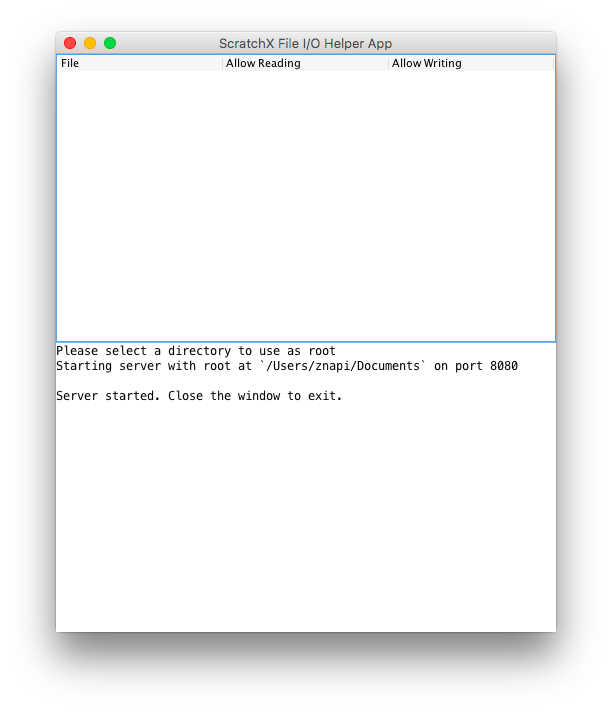 ScratchX File I/O Helper App
File Allow Reading Allow Writing
Please select a directory to use as root
Starting server with root at `/Users/znapi/Documents` on port 8080
Server started. Close the window to exit.